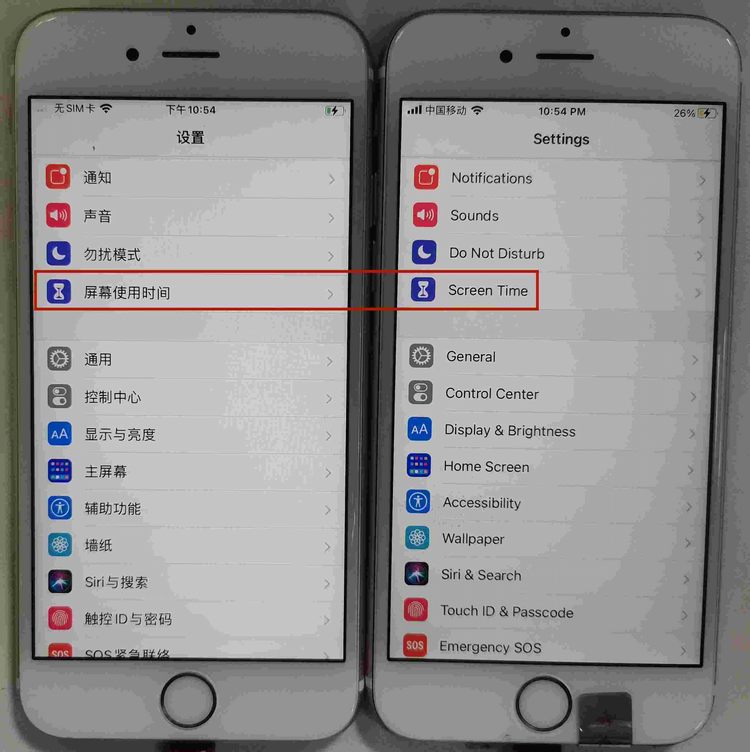 无SIM卡 下午10:54
设置
通知
声音
勿扰模式
屏幕使用时间
通用
控制中心
AA 显示与亮度
主屏幕
辅助功能
墙纸
Siri与搜索
触控ID与密码
SOS SOS紧急联络
中国移动 10:54 PM 26%
Settings
Notifications
Sounds
Do Not Disturb
Screen Time
General
Control Center
AA Display & Brightness
Home Screen
Accessibility
Wallpaper
Siri & Search
Touch ID & Passcode
SOS Emergency SOS